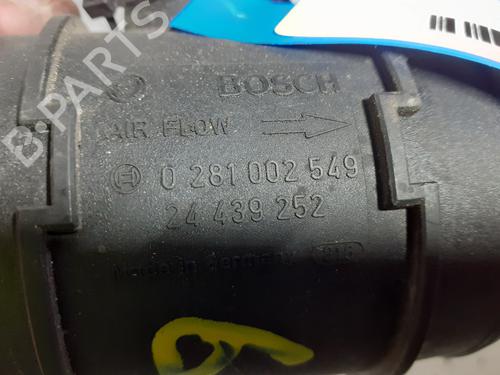 BOSCH
AIR FLOW
0 281 002 549
24 439 252
Made in Germany
B-PARTS